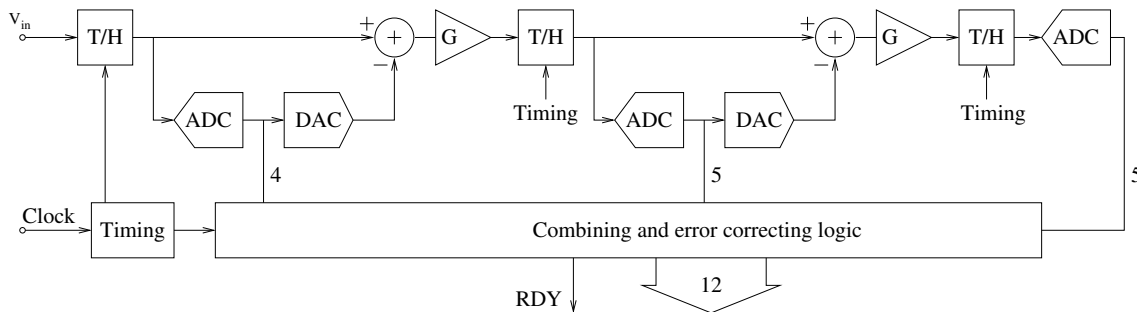 V in
T/H
+
+
−
G
T/H
+
+
−
G
T/H
ADC
ADC
DAC
Timing
ADC
DAC
Timing
4
5
5
Clock
Timing
Combining and error correcting logic
RDY
12